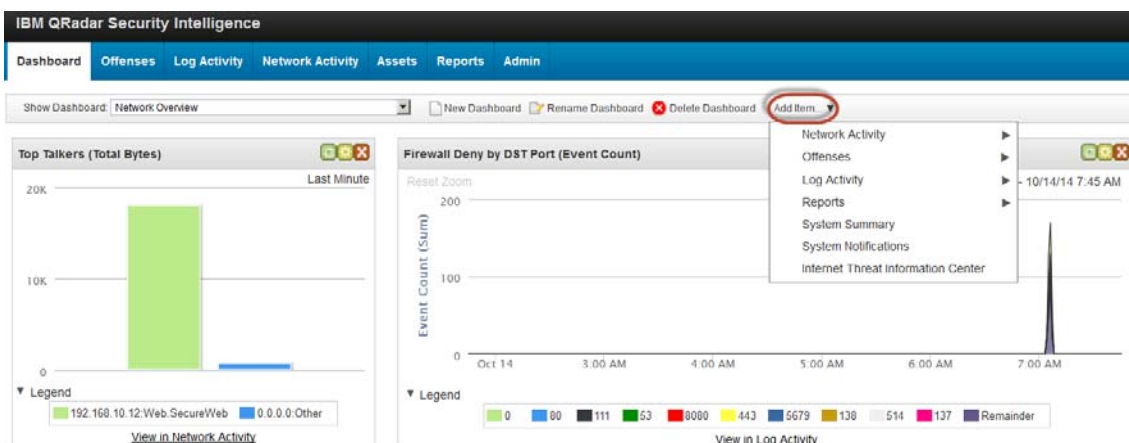 IBM QRadar Security Intelligence
Dashboard Offenses Log Activity Network Activity Assets Reports Admin
Show Dashboard: Network Overview New Dashboard Rename Dashboard Delete Dashboard Add Item
Network Activity
Offenses
Log Activity
Reports
System Summary
System Notifications
Internet Threat Information Center
Top Talkers (Total Bytes)
Last Minute
20K
10K
0
Legend
192.168.10.12:Web.SecureWeb 0.0.0.0:Other
View in Network Activity
Firewall Deny by DST Port (Event Count)
Reset Zoom
- 10/14/14 7:45 AM
Event Count (Sum)
200
100
0
Oct 14 3:00 AM 4:00 AM 5:00 AM 6:00 AM 7:00 AM
Legend
0 80 111 53 8080 443 5679 138 514 137 Remainder
View in Log Activity